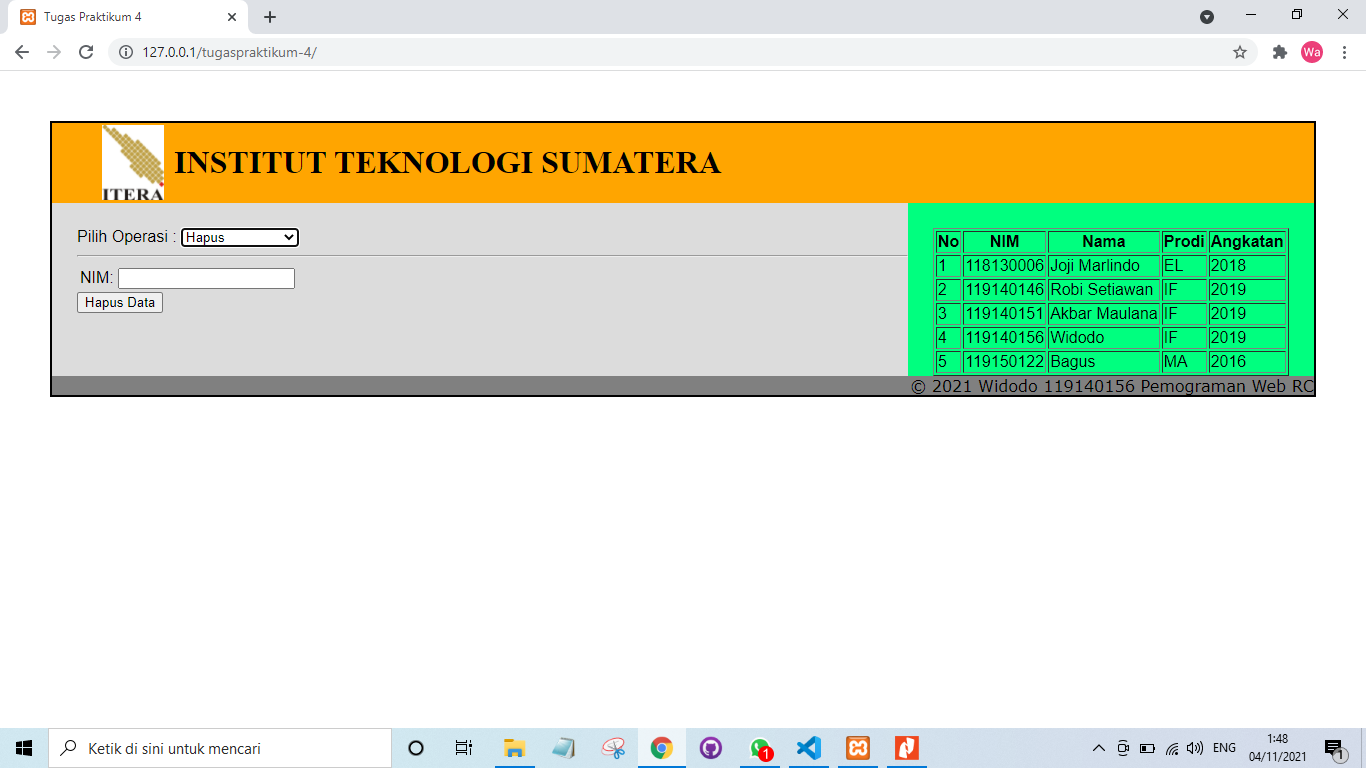 Tugas Praktikum 4
Wa
127.0.0.1/tugaspraktikum-4/
ITERA
INSTITUT TEKNOLOGI SUMATERA
Pilih Operasi : Hapus
NIM:
Hapus Data
No NIM Nama Prodi Angkatan
1 118130006 Joji Marlindo EL 2018
2 119140146 Robi Setiawan IF 2019
3 119140151 Akbar Maulana IF 2019
4 119140156 Widodo IF 2019
5 119150122 Bagus MA 2016
© 2021 Widodo 119140156 Pemograman Web RC
Ketik di sini untuk mencari
1
ENG
1:48
04/11/2021
1